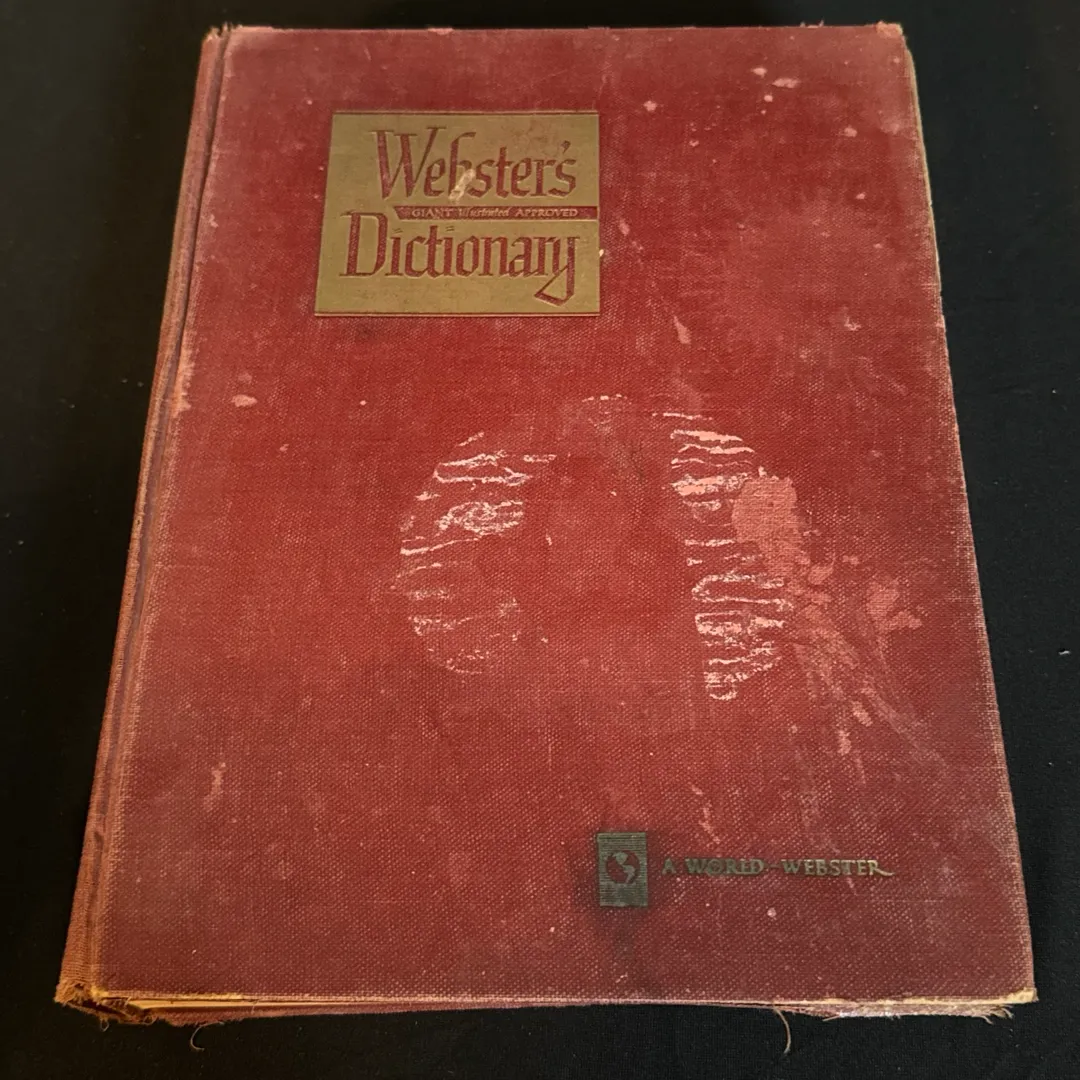 Webster's
GIANT Illustrated APPROVED
Dictionary
A WORLD-WEBSTER